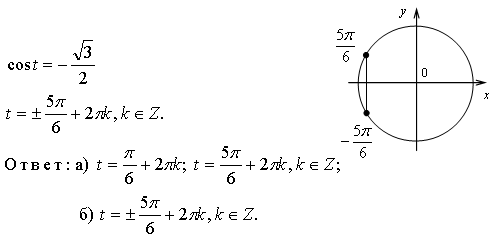 cos t = −√3/2
t = ± 5π/6 + 2πk, k ∈ Z.
Ответ: а) t = π/6 + 2πk; t = 5π/6 + 2πk, k ∈ Z;
б) t = ± 5π/6 + 2πk, k ∈ Z.
y
5π/6
0
x
−5π/6